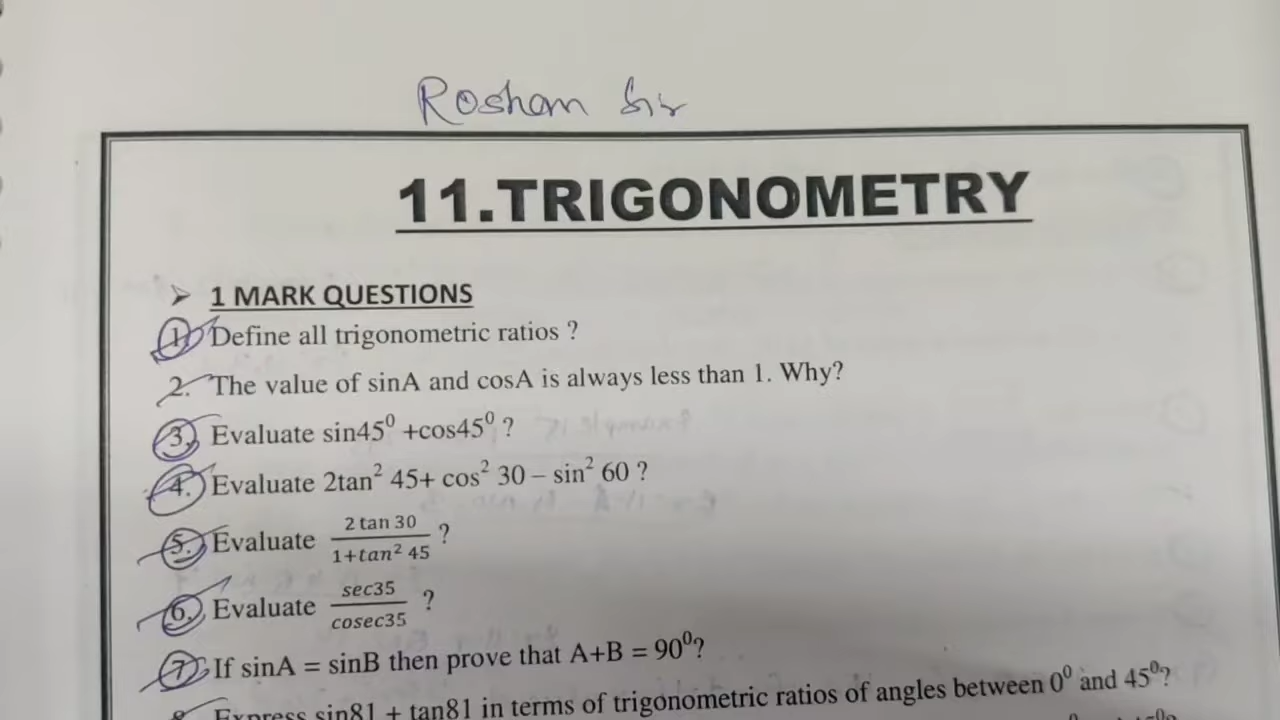 Roshan Sir
11.TRIGONOMETRY
➢ 1 MARK QUESTIONS
1. Define all trigonometric ratios ?
2. The value of sinA and cosA is always less than 1. Why?
3. Evaluate sin45⁰ +cos45⁰ ?
4. Evaluate 2tan² 45+ cos² 30 – sin² 60 ?
5. Evaluate (2 tan 30)/(1+tan² 45) ?
6. Evaluate sec35/cosec35 ?
7. If sinA = sinB then prove that A+B = 90⁰?
8. Express sin81 + tan81 in terms of trigonometric ratios of angles between 0⁰ and 45⁰?